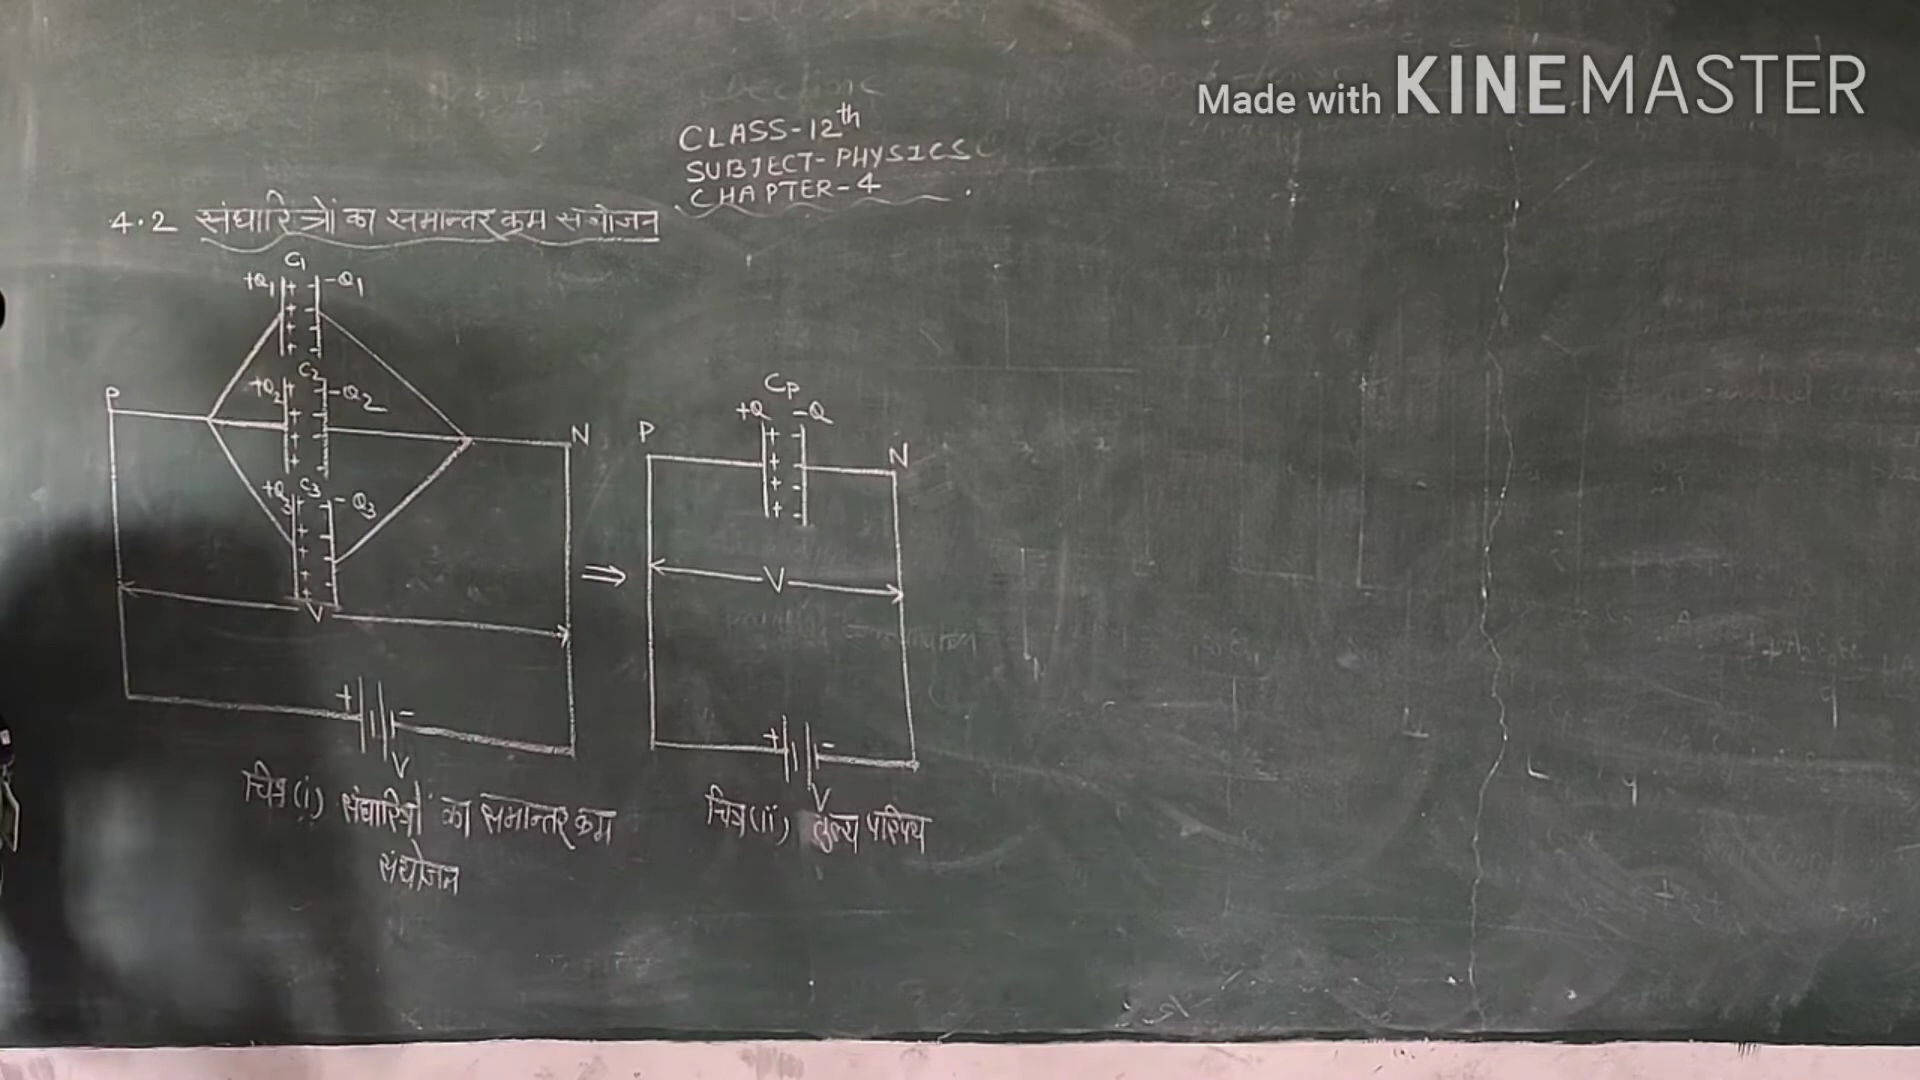 Made with KINEMASTER
CLASS-12th
SUBJECT-PHYSICS
CHAPTER-4
4.2 संधारित्रों का समान्तर क्रम संयोजन
C1
+Q1 -Q1
C2
+Q2 -Q2
P N
C3
+Q3 -Q3
V
+ -
V
⇒
Cp
+Q -Q
P N
V
+ -
V
चित्र(i) संधारित्रों का समान्तर क्रम
संयोजन
चित्र(ii) तुल्य परिपथ